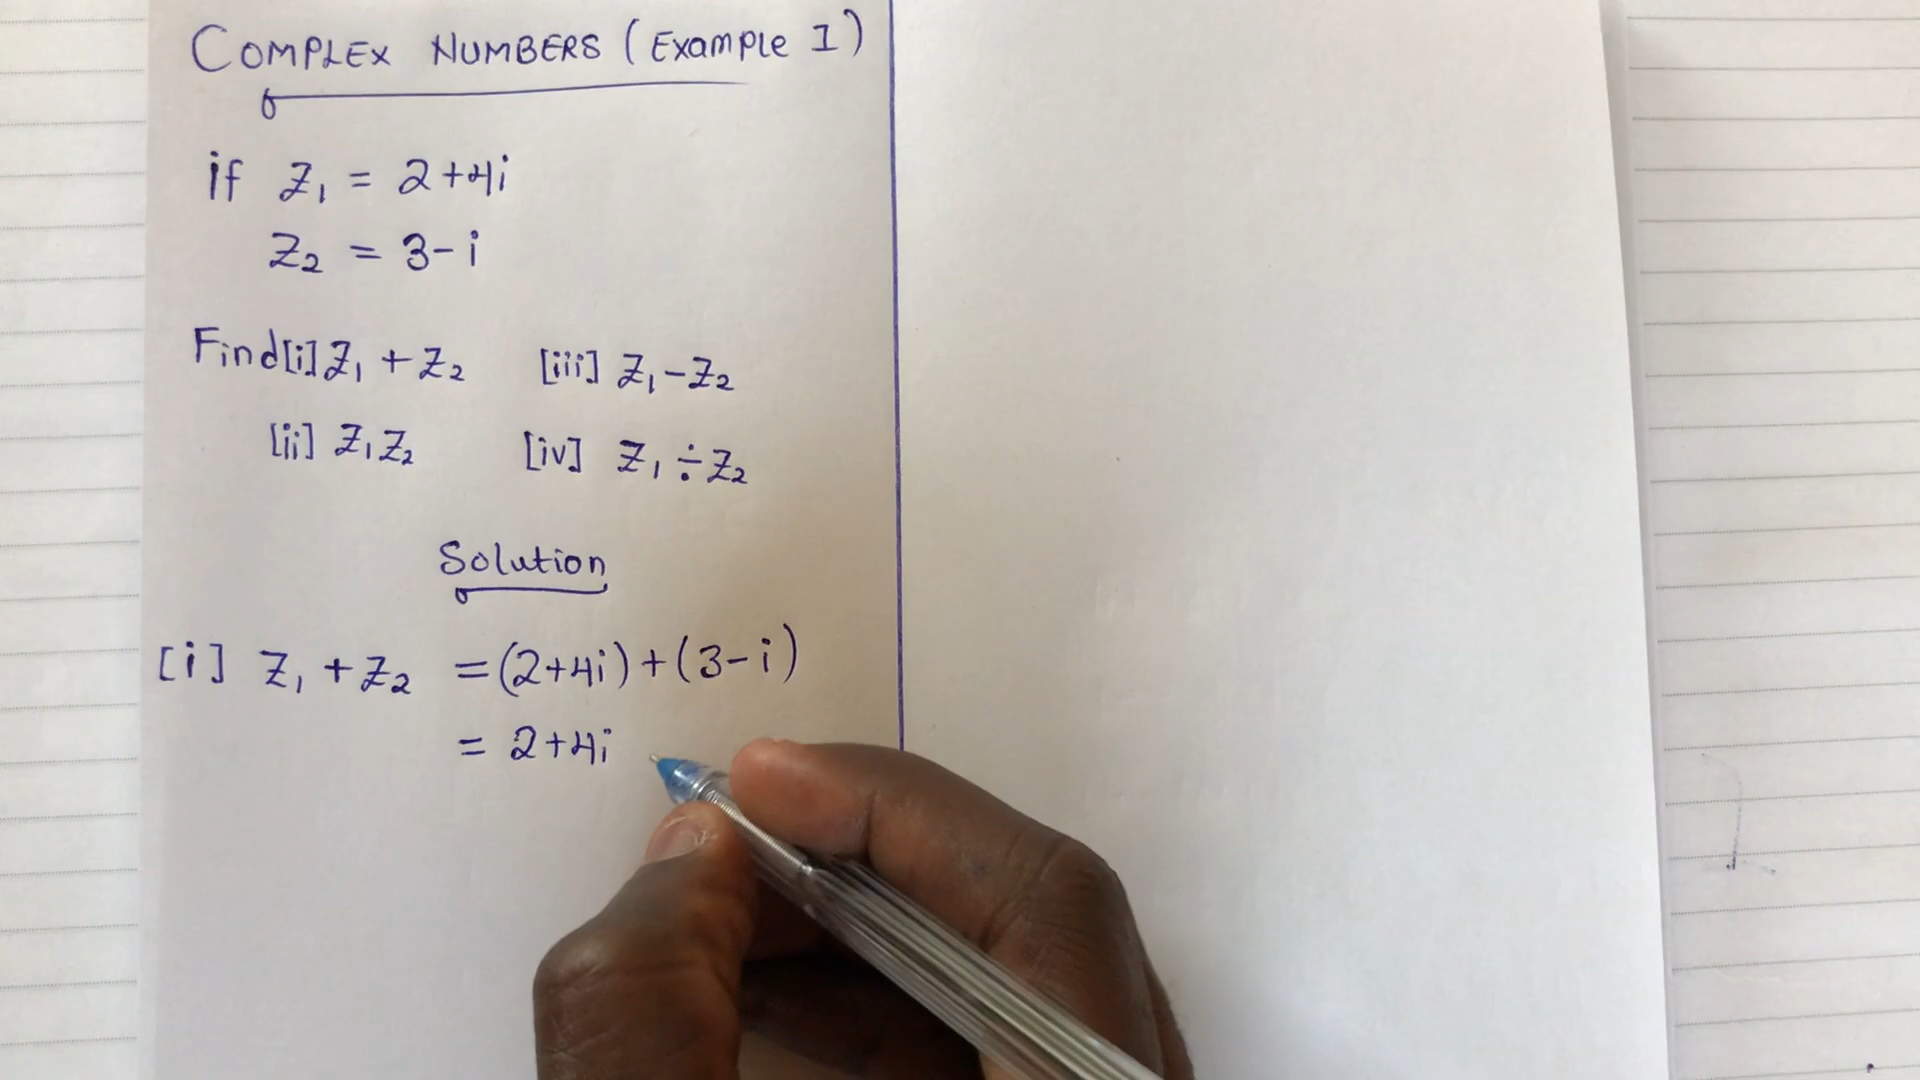 COMPLEX NUMBERS (Example 1)
if Z₁ = 2+4i
Z₂ = 3-i
Find[i] Z₁ + Z₂ [iii] Z₁-Z₂
[ii] Z₁Z₂ [iv] Z₁ ÷ Z₂
Solution
[i] Z₁ + Z₂ = (2+4i)+(3-i)
= 2+4i